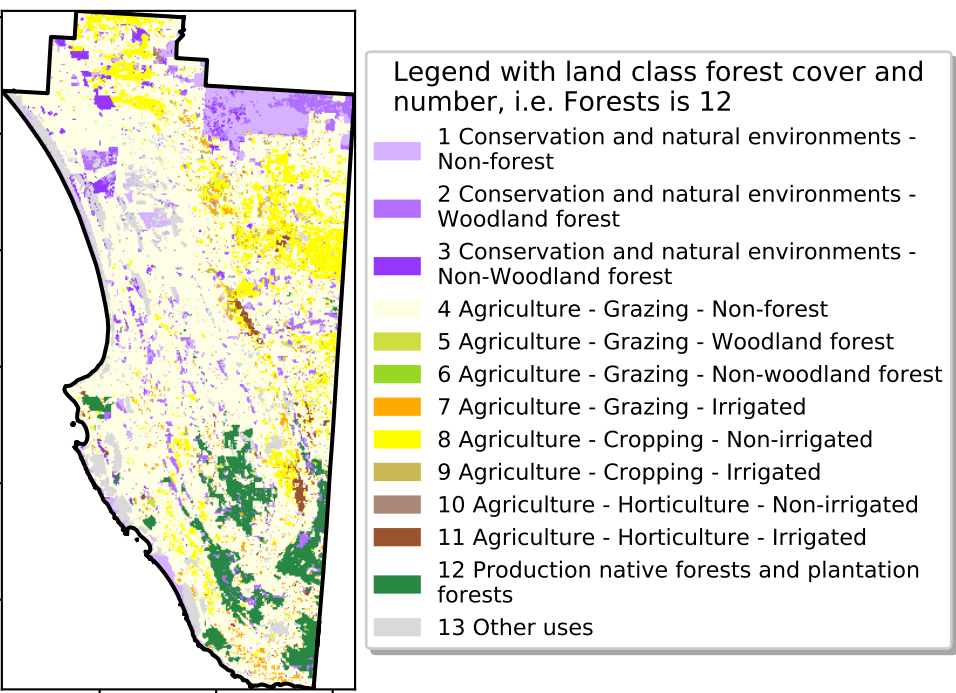 Legend with land class forest cover and
number, i.e. Forests is 12
1 Conservation and natural environments -
Non-forest
2 Conservation and natural environments -
Woodland forest
3 Conservation and natural environments -
Non-Woodland forest
4 Agriculture - Grazing - Non-forest
5 Agriculture - Grazing - Woodland forest
6 Agriculture - Grazing - Non-woodland forest
7 Agriculture - Grazing - Irrigated
8 Agriculture - Cropping - Non-irrigated
9 Agriculture - Cropping - Irrigated
10 Agriculture - Horticulture - Non-irrigated
11 Agriculture - Horticulture - Irrigated
12 Production native forests and plantation
forests
13 Other uses